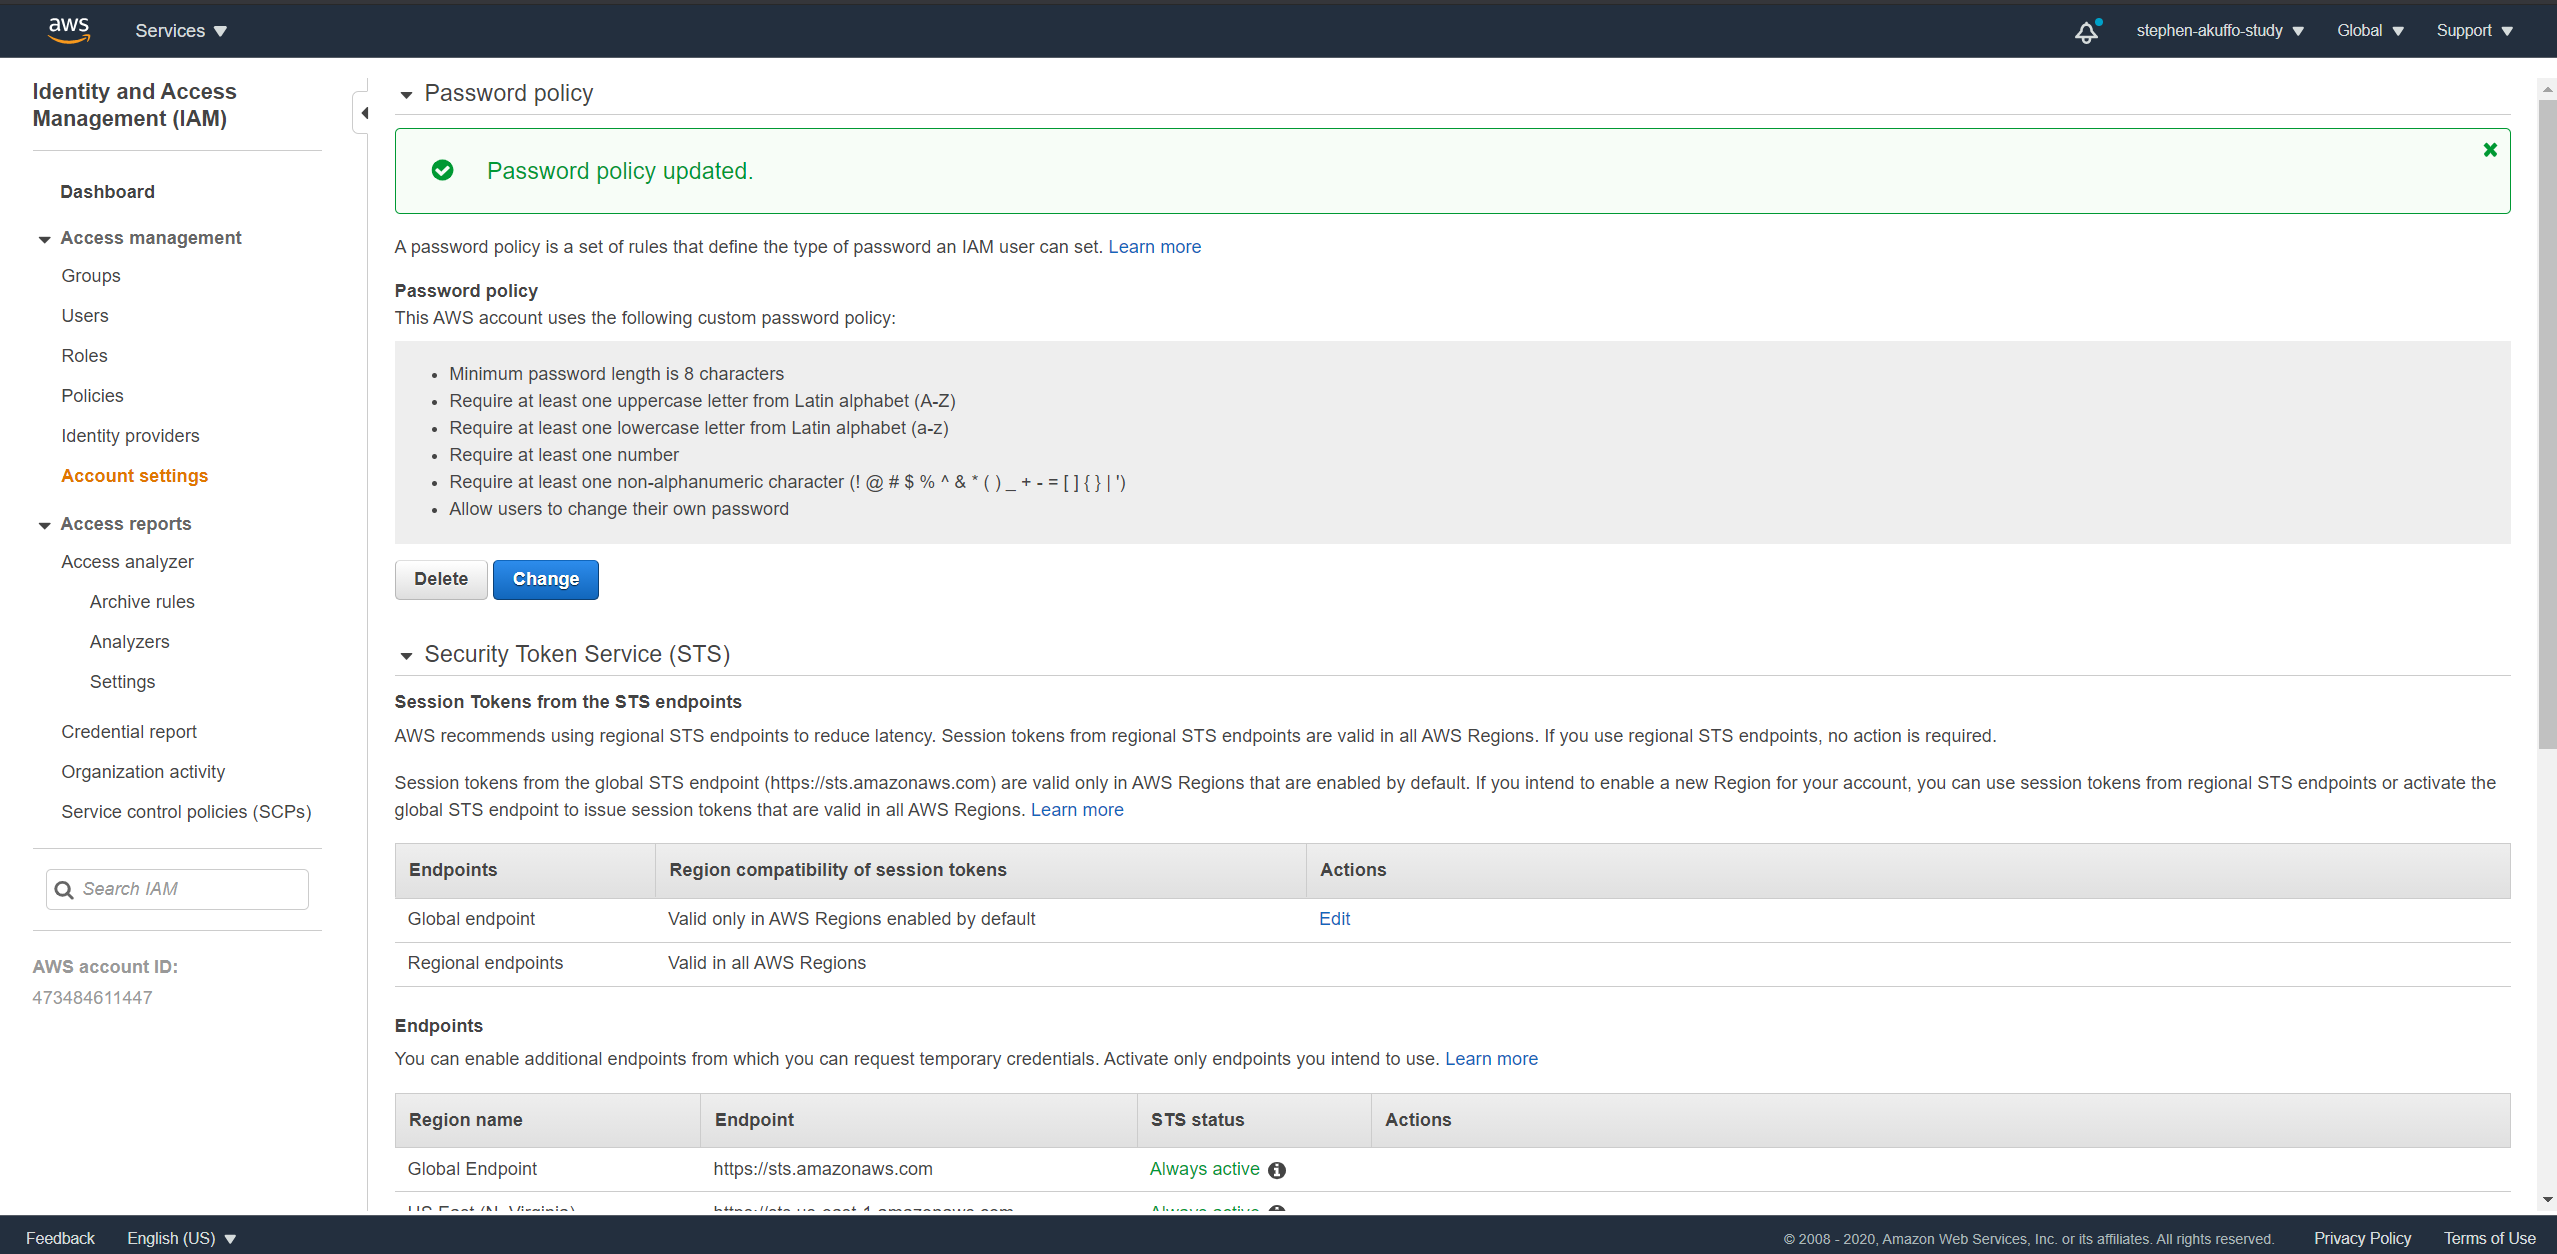 aws
Services
stephen-akuffo-study
Global
Support
Identity and Access
Management (IAM)
Dashboard
Access management
Groups
Users
Roles
Policies
Identity providers
Account settings
Access reports
Access analyzer
Archive rules
Analyzers
Settings
Credential report
Organization activity
Service control policies (SCPs)
Search IAM
AWS account ID:
473484611447
Password policy
Password policy updated.
A password policy is a set of rules that define the type of password an IAM user can set. Learn more
Password policy
This AWS account uses the following custom password policy:
• Minimum password length is 8 characters
• Require at least one uppercase letter from Latin alphabet (A-Z)
• Require at least one lowercase letter from Latin alphabet (a-z)
• Require at least one number
• Require at least one non-alphanumeric character (! @ # $ % ^ & * ( ) _ + - = [ ] { } | ')
• Allow users to change their own password
Delete
Change
Security Token Service (STS)
Session Tokens from the STS endpoints
AWS recommends using regional STS endpoints to reduce latency. Session tokens from regional STS endpoints are valid in all AWS Regions. If you use regional STS endpoints, no action is required.
Session tokens from the global STS endpoint (https://sts.amazonaws.com) are valid only in AWS Regions that are enabled by default. If you intend to enable a new Region for your account, you can use session tokens from regional STS endpoints or activate the
global STS endpoint to issue session tokens that are valid in all AWS Regions. Learn more
Endpoints Region compatibility of session tokens Actions
Global endpoint Valid only in AWS Regions enabled by default Edit
Regional endpoints Valid in all AWS Regions
Endpoints
You can enable additional endpoints from which you can request temporary credentials. Activate only endpoints you intend to use. Learn more
Region name Endpoint STS status Actions
Global Endpoint https://sts.amazonaws.com Always active
US East (N. Virginia) https://sts.us-east-1.amazonaws.com Always active
Feedback
English (US)
© 2008 - 2020, Amazon Web Services, Inc. or its affiliates. All rights reserved.
Privacy Policy
Terms of Use